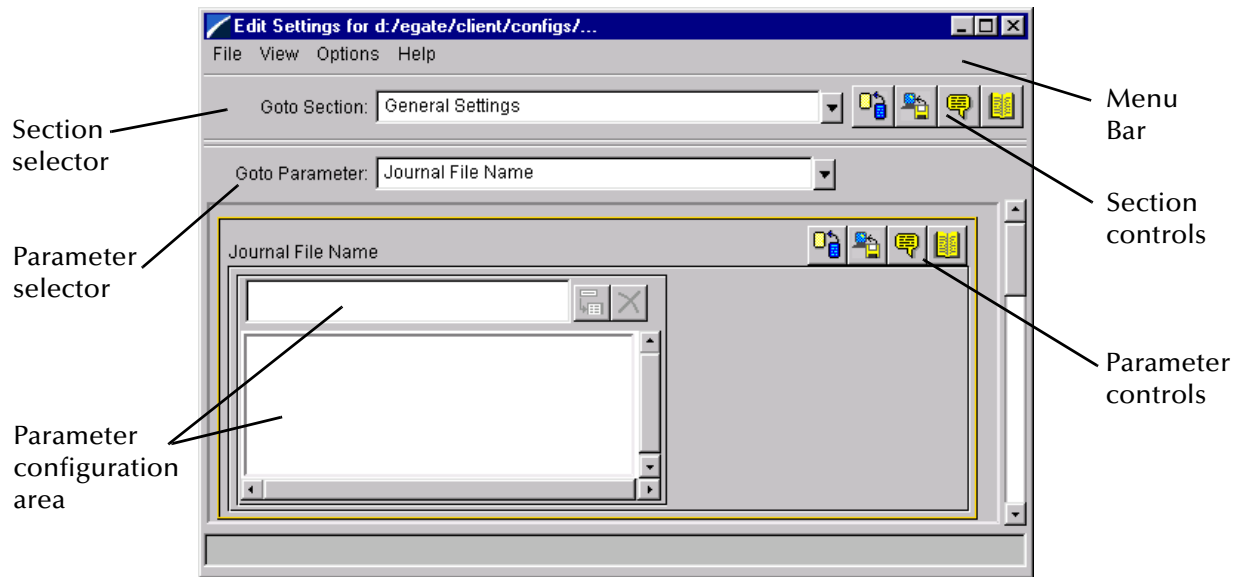 Edit Settings for d:/egate/client/configs/...
File View Options Help
Goto Section: General Settings
Goto Parameter: Journal File Name
Journal File Name
Section
selector
Parameter
selector
Parameter
configuration
area
Menu
Bar
Section
controls
Parameter
controls